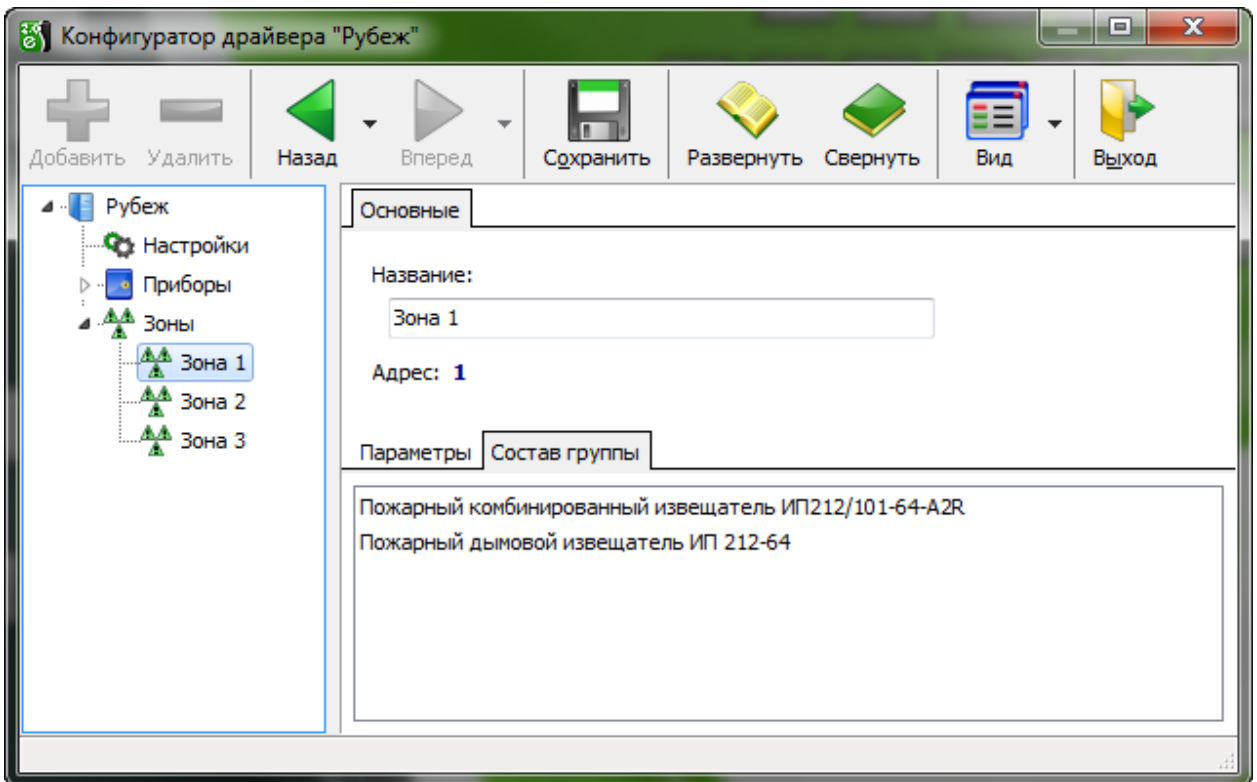 Конфигуратор драйвера "Рубеж"
Добавить Удалить Назад Вперед Сохранить Развернуть Свернуть Вид Выход
Рубеж
Настройки
Приборы
Зоны
Зона 1
Зона 2
Зона 3
Основные
Название:
Зона 1
Адрес: 1
Параметры Состав группы
Пожарный комбинированный извещатель ИП212/101-64-A2R
Пожарный дымовой извещатель ИП 212-64